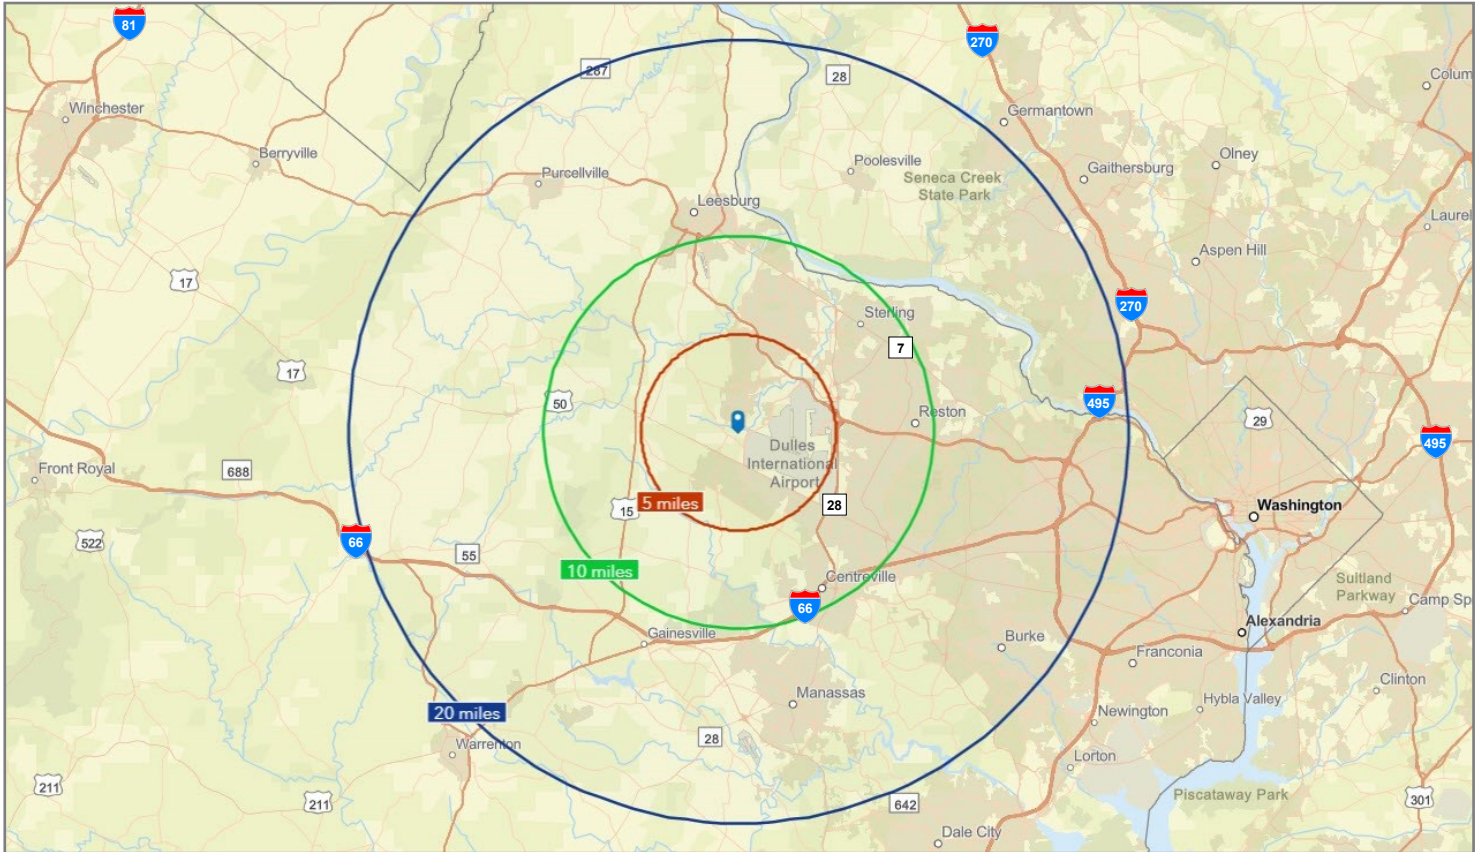 81
270
287
28
Colum
Winchester
Germantown
Berryville
Olney
Poolesville
Gaithersburg
Purcellville
Seneca Creek
State Park
Leesburg
Laurel
Aspen Hill
17
270
Sterling
7
17
50
495
Reston
29
495
Dulles
International
Airport
Front Royal
688
5 miles
28
Washington
15
522
66
55
10 miles
Centreville
Suitland
Parkway
66
Camp Sp
Alexandria
Gainesville
Burke
Franconia
Clinton
Manassas
Hybla Valley
20 miles
Newington
28
Warrenton
Lorton
211
211
642
Piscataway Park
301
Dale City